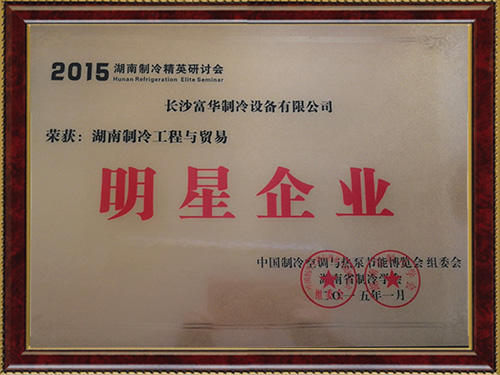 2015 湖南制冷精英研讨会
Hunan Refrigeration Elite Seminar
长沙富华制冷设备有限公司
荣获：湖南制冷工程与贸易
明星企业
中国制冷空调与热泵节能博览会 组委会
湖南省制冷学会
二〇一五年一月
组委会